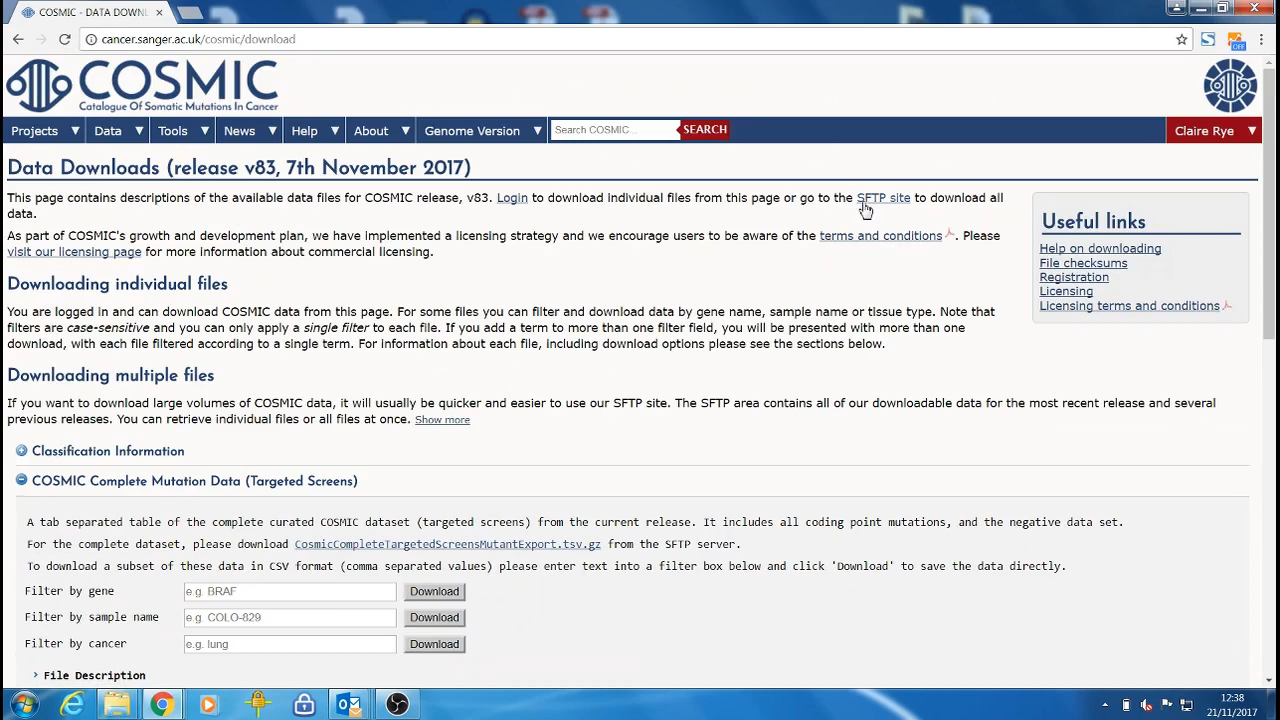 COSMIC - DATA DOWNL
cancer.sanger.ac.uk/cosmic/download
OFF
COSMIC
Catalogue Of Somatic Mutations In Cancer
Projects ▼ Data ▼ Tools ▼ News ▼ Help ▼ About ▼ Genome Version ▼ Search COSMIC... SEARCH Claire Rye ▼
Data Downloads (release v83, 7th November 2017)
This page contains descriptions of the available data files for COSMIC release, v83. Login to download individual files from this page or go to the SFTP site to download all
data.
As part of COSMIC's growth and development plan, we have implemented a licensing strategy and we encourage users to be aware of the terms and conditions. Please
visit our licensing page for more information about commercial licensing.
Useful links
Help on downloading
File checksums
Registration
Licensing
Licensing terms and conditions
Downloading individual files
You are logged in and can download COSMIC data from this page. For some files you can filter and download data by gene name, sample name or tissue type. Note that
filters are case-sensitive and you can only apply a single filter to each file. If you add a term to more than one filter field, you will be presented with more than one
download, with each file filtered according to a single term. For information about each file, including download options please see the sections below.
Downloading multiple files
If you want to download large volumes of COSMIC data, it will usually be quicker and easier to use our SFTP site. The SFTP area contains all of our downloadable data for the most recent release and several
previous releases. You can retrieve individual files or all files at once. Show more
Classification Information
COSMIC Complete Mutation Data (Targeted Screens)
A tab separated table of the complete curated COSMIC dataset (targeted screens) from the current release. It includes all coding point mutations, and the negative data set.
For the complete dataset, please download CosmicCompleteTargetedScreensMutantExport.tsv.gz from the SFTP server.
To download a subset of these data in CSV format (comma separated values) please enter text into a filter box below and click 'Download' to save the data directly.
Filter by gene e.g. BRAF Download
Filter by sample name e.g. COLO-829 Download
Filter by cancer e.g. lung Download
File Description
12:38
21/11/2017